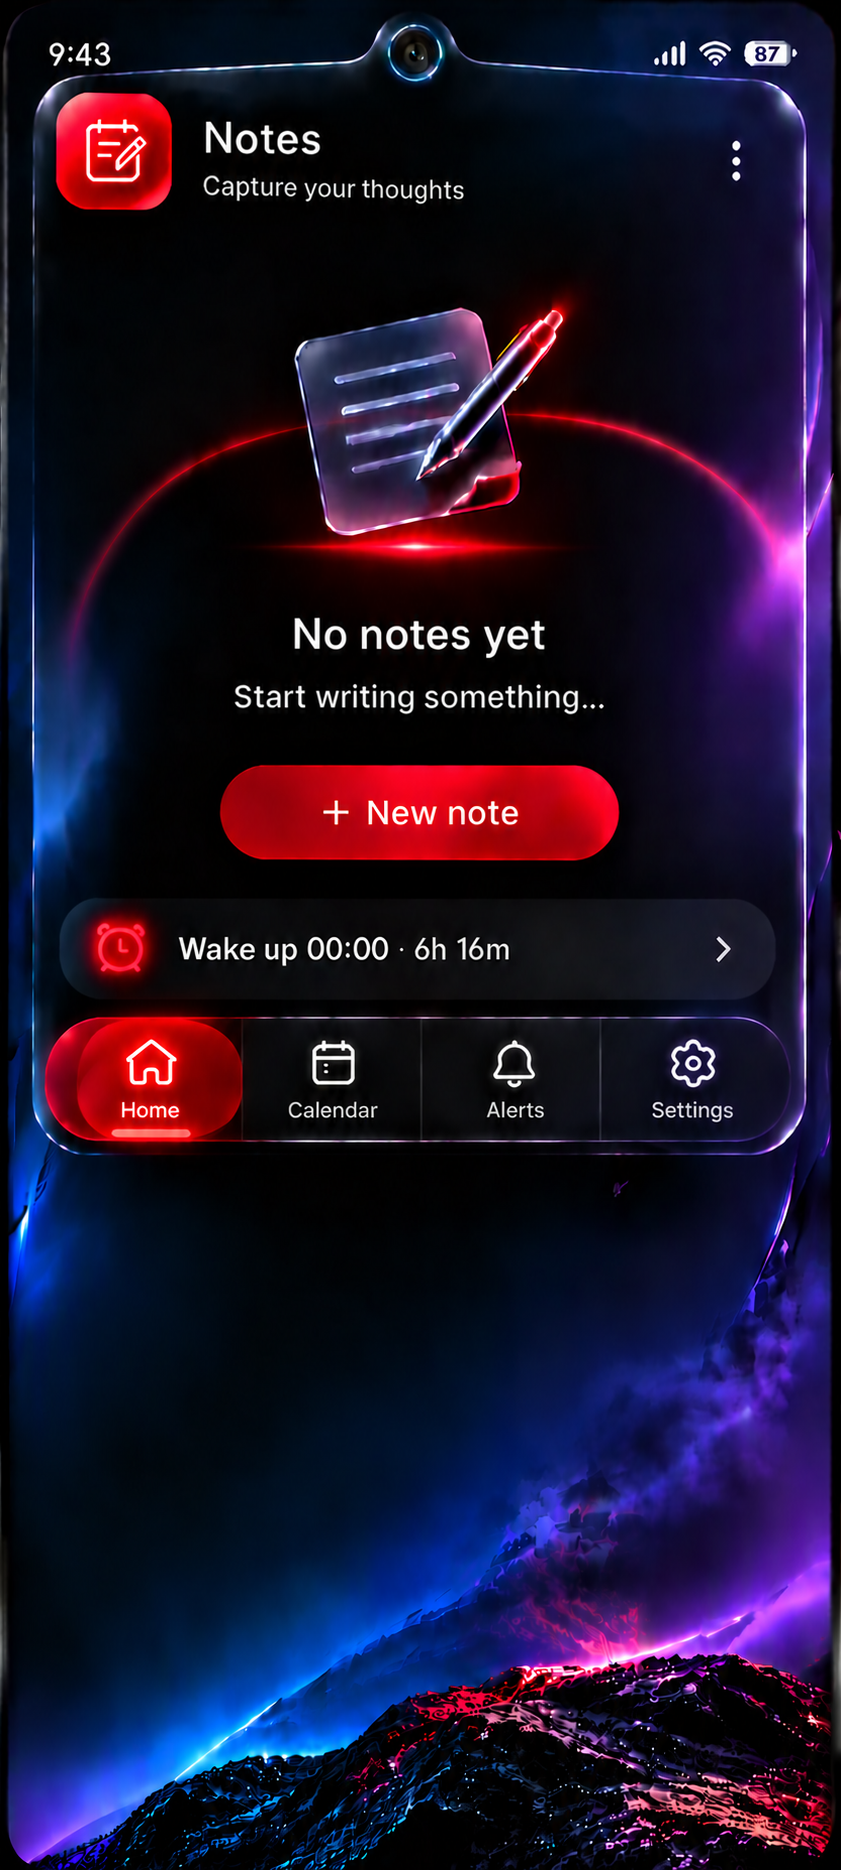 9:43
87
Notes
Capture your thoughts
No notes yet
Start writing something...
+ New note
Wake up 00:00 · 6h 16m
Home
Calendar
Alerts
Settings